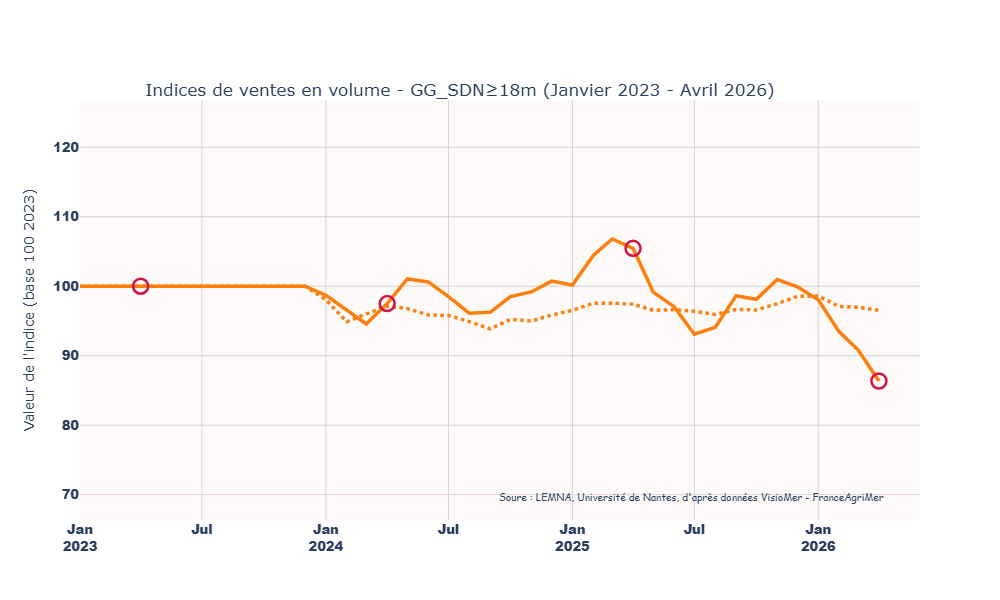 Indices de ventes en volume - GG_SDN≥18m (Janvier 2023 - Avril 2026)
Valeur de l'indice (base 100 2023)
120
110
100
90
80
70
Soure : LEMNA, Université de Nantes, d'après données VisioMer - FranceAgriMer
Jan Jul Jan Jul Jan Jul Jan
2023 2024 2025 2026